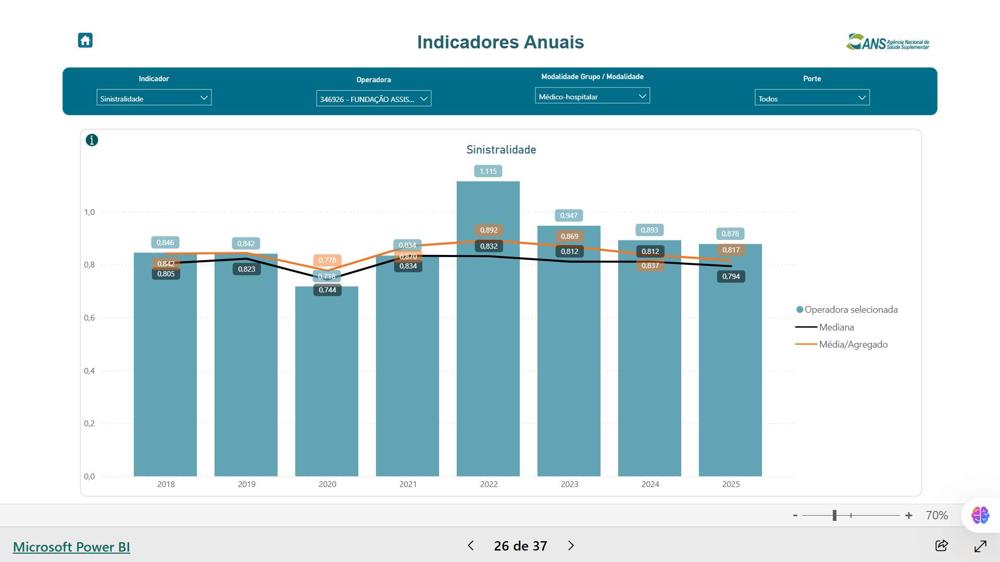 Indicadores Anuais
ANS Agência Nacional de
Saúde Suplementar
Indicador
Sinistralidade
Operadora
346926 - FUNDAÇÃO ASSIS...
Modalidade Grupo / Modalidade
Médico-hospitalar
Porte
Todos
i
Sinistralidade
1,115
1,0
0,947
0,892
0,893
0,878
0,869
0,846
0,842
0,834
0,832
0,812
0,812
0,817
0,778
0,870
0,842
0,805
0,823
0,834
0,837
0,8
0,718
0,794
0,744
0,6
Operadora selecionada
Mediana
Média/Agregado
0,4
0,2
0,0
2018 2019 2020 2021 2022 2023 2024 2025
- + 70%
Microsoft Power BI
26 de 37